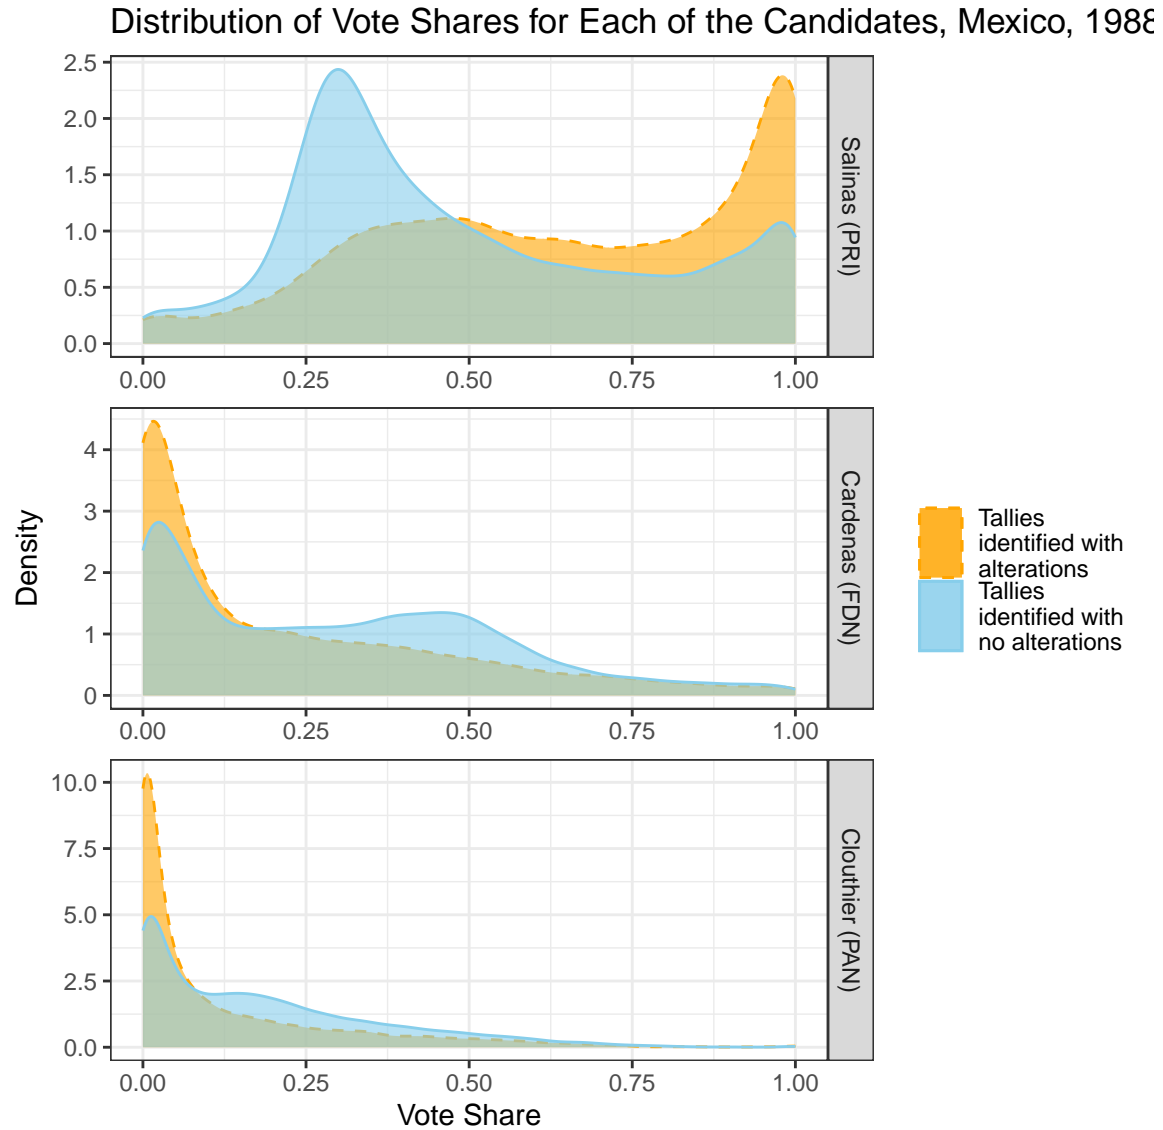 Distribution of Vote Shares for Each of the Candidates, Mexico, 1988
2.5
2.0
1.5
1.0
0.5
0.0
Salinas (PRI)
0.00 0.25 0.50 0.75 1.00
4
3
2
1
0
Cardenas (FDN)
0.00 0.25 0.50 0.75 1.00
10.0
7.5
5.0
2.5
0.0
Clouthier (PAN)
0.00 0.25 0.50 0.75 1.00
Density
Vote Share
Tallies
identified with
alterations
Tallies
identified with
no alterations